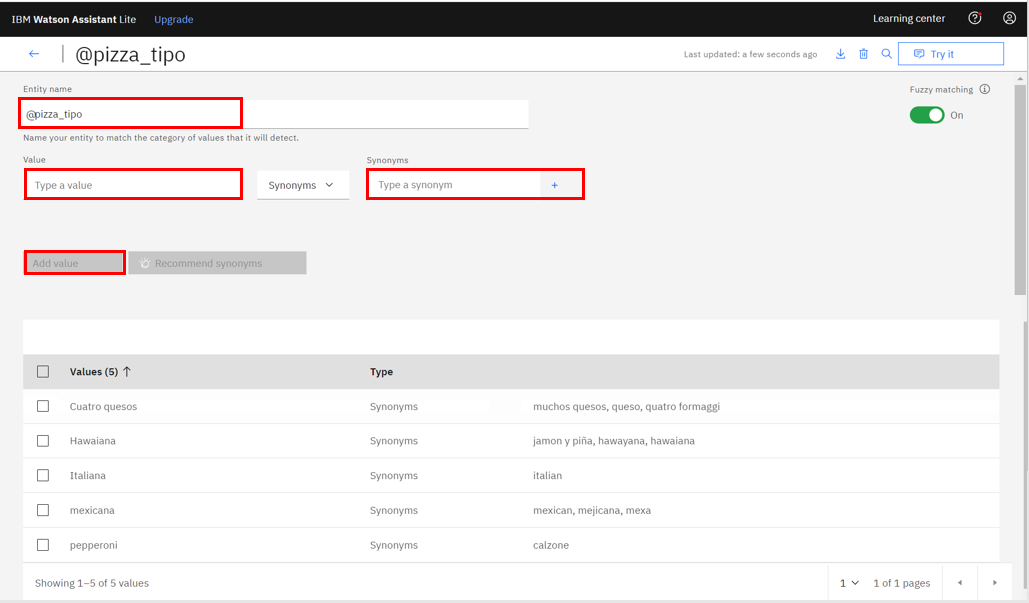 IBM Watson Assistant Lite Upgrade Learning center
@pizza_tipo Last updated: a few seconds ago Try it
Entity name Fuzzy matching
@pizza_tipo On
Name your entity to match the category of values that it will detect.
Value Synonyms
Type a value Synonyms Type a synonym +
Add value Recommend synonyms
Values (5) ↑ Type
Cuatro quesos Synonyms muchos quesos, queso, quatro formaggi
Hawaiana Synonyms jamon y piña, hawayana, hawaiana
Italiana Synonyms italian
mexicana Synonyms mexican, mejicana, mexa
pepperoni Synonyms calzone
Showing 1–5 of 5 values 1 1 of 1 pages